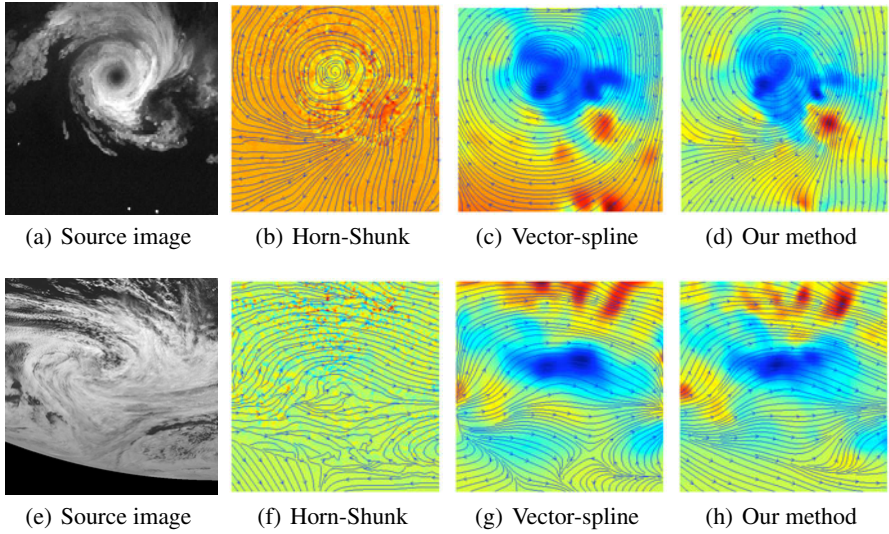 (a) Source image
(b) Horn-Shunk
(c) Vector-spline
(d) Our method
(e) Source image
(f) Horn-Shunk
(g) Vector-spline
(h) Our method